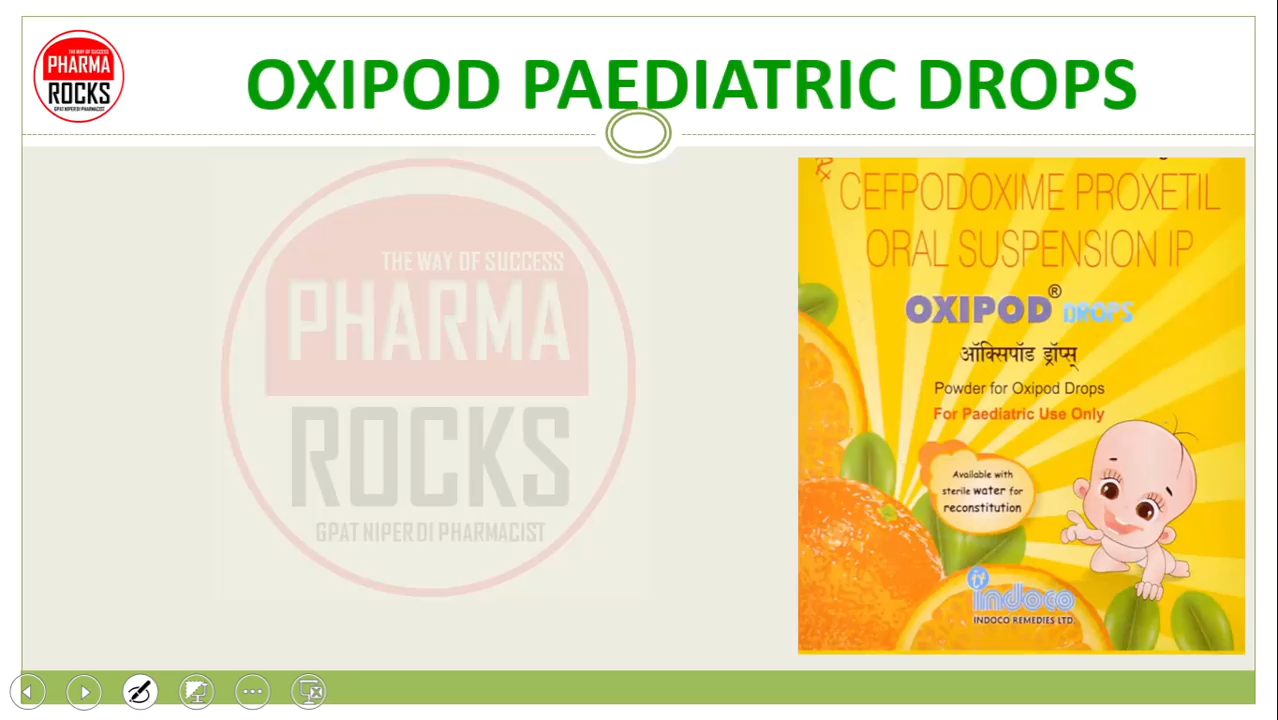 THE WAY OF SUCCESS
PHARMA
ROCKS
GPAT NIPER DI PHARMACIST
OXIPOD PAEDIATRIC DROPS
THE WAY OF SUCCESS
PHARMA
ROCKS
GPAT NIPER DI PHARMACIST
Rx
CEFPODOXIME PROXETIL
ORAL SUSPENSION IP
OXIPOD® DROPS
ऑक्सिपॉड ड्रॉप्स्
Powder for Oxipod Drops
For Paediatric Use Only
Available with
sterile water for
reconstitution
indoco
INDOCO REMEDIES LTD.